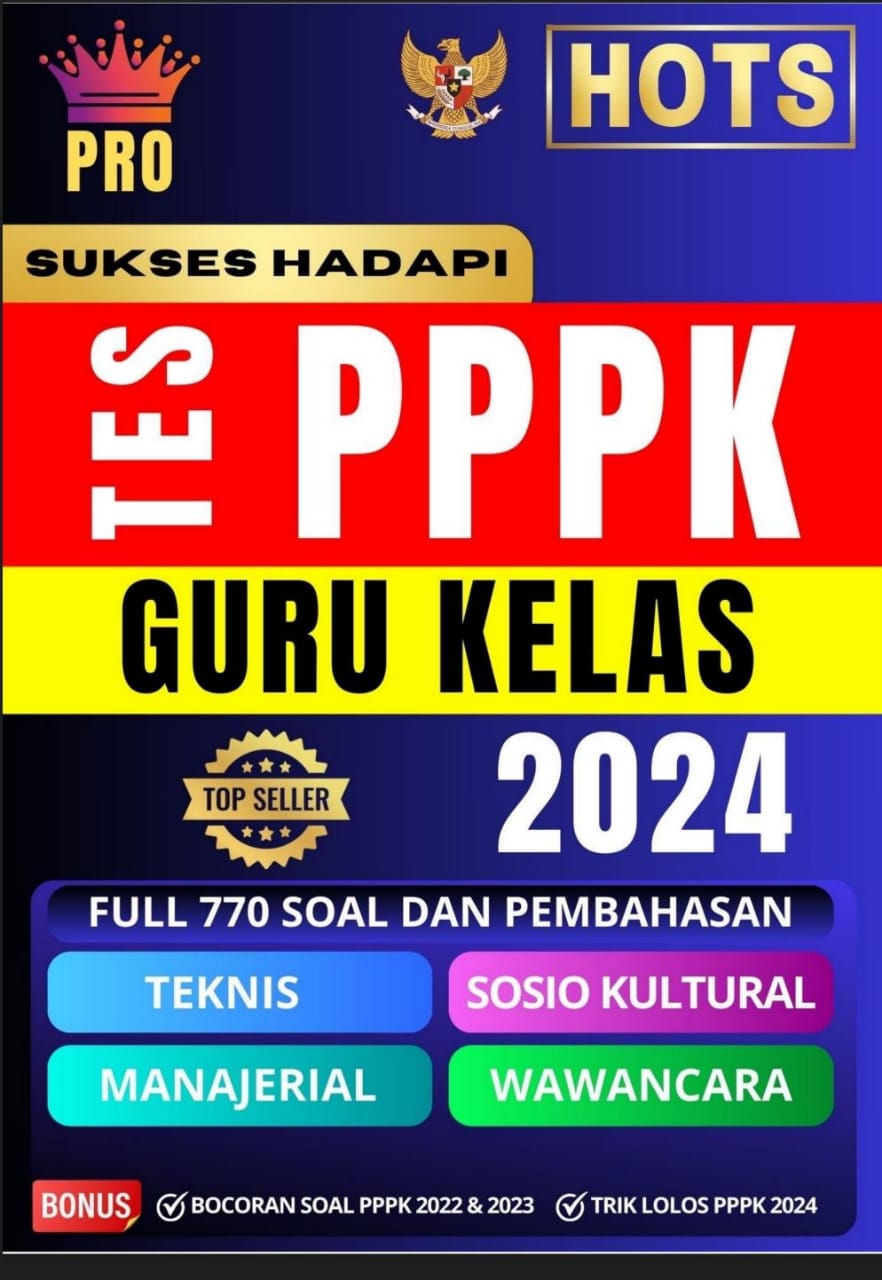 PRO
HOTS
SUKSES HADAPI
TES
PPPK
GURU KELAS
TOP SELLER
2024
FULL 770 SOAL DAN PEMBAHASAN
TEKNIS
SOSIO KULTURAL
MANAJERIAL
WAWANCARA
BONUS
BOCORAN SOAL PPPK 2022 & 2023
TRIK LOLOS PPPK 2024